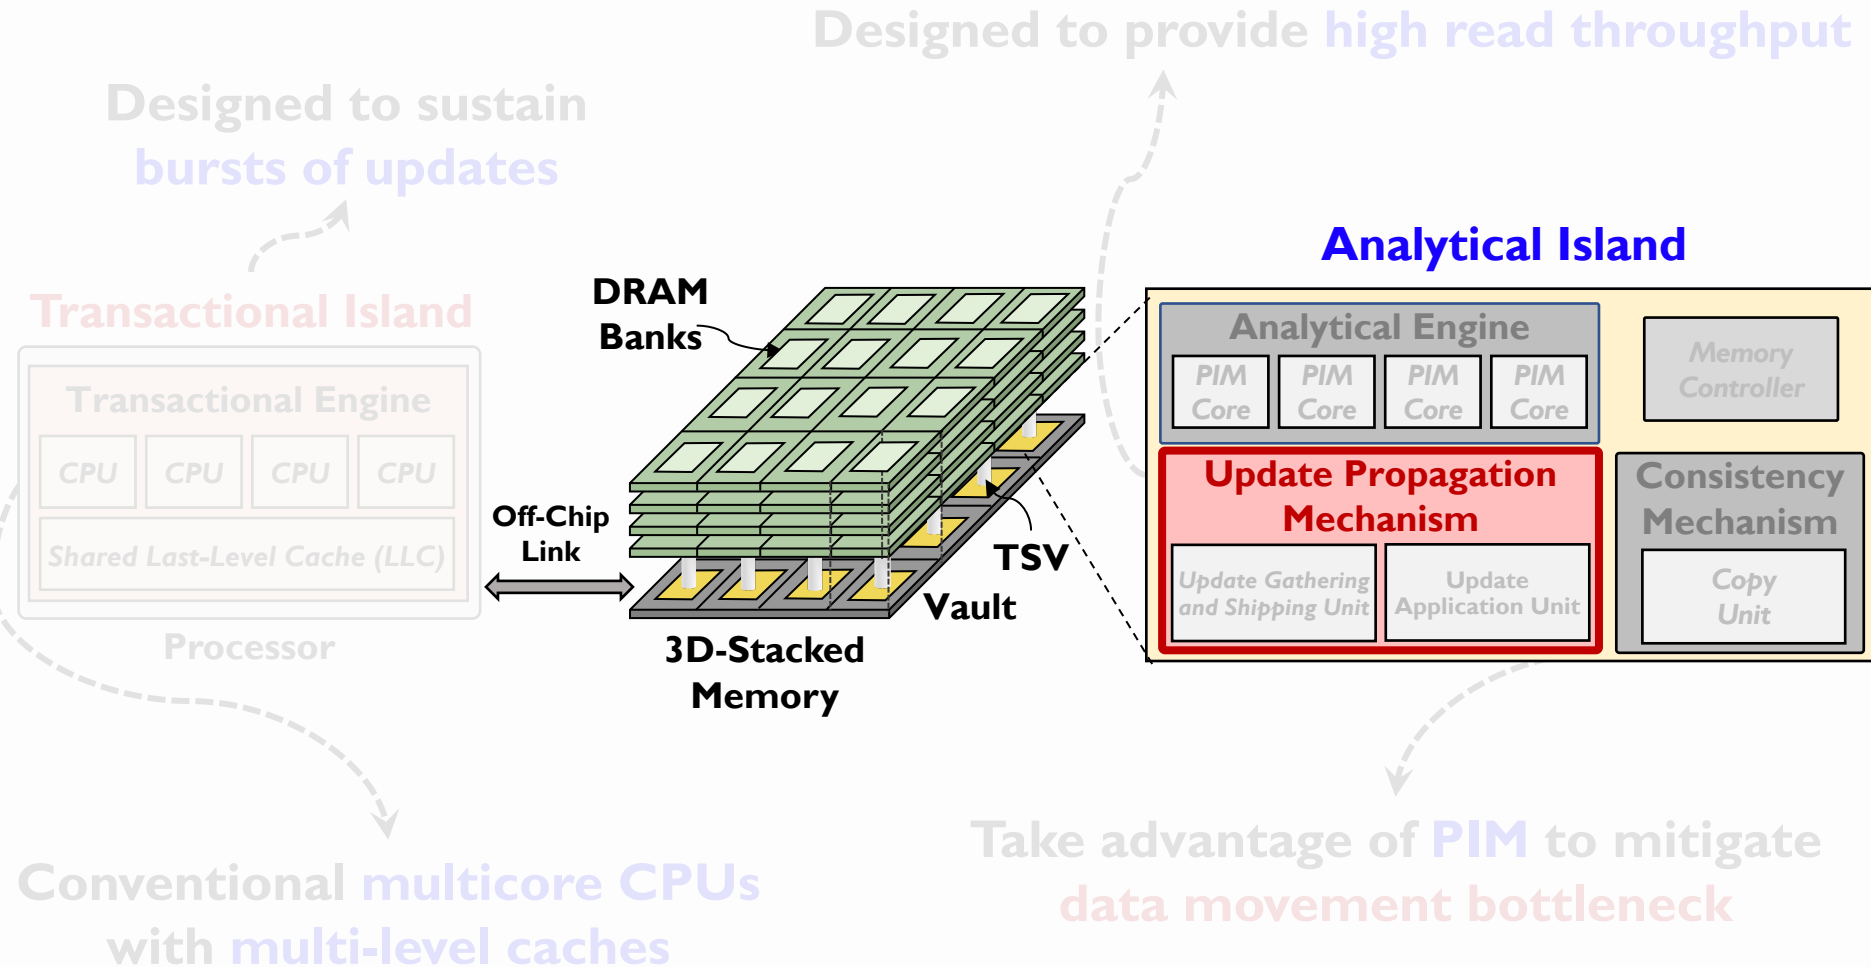 Designed to provide high read throughput
Designed to sustain
bursts of updates
Transactional Island
Transactional Engine
CPU CPU CPU CPU
Shared Last-Level Cache (LLC)
Processor
Off-Chip
Link
DRAM
Banks
TSV
Vault
3D-Stacked
Memory
Analytical Island
Analytical Engine
PIM PIM PIM PIM
Core Core Core Core
Memory
Controller
Update Propagation
Mechanism
Update Gathering
and Shipping Unit
Update
Application Unit
Consistency
Mechanism
Copy
Unit
Conventional multicore CPUs
with multi-level caches
Take advantage of PIM to mitigate
data movement bottleneck